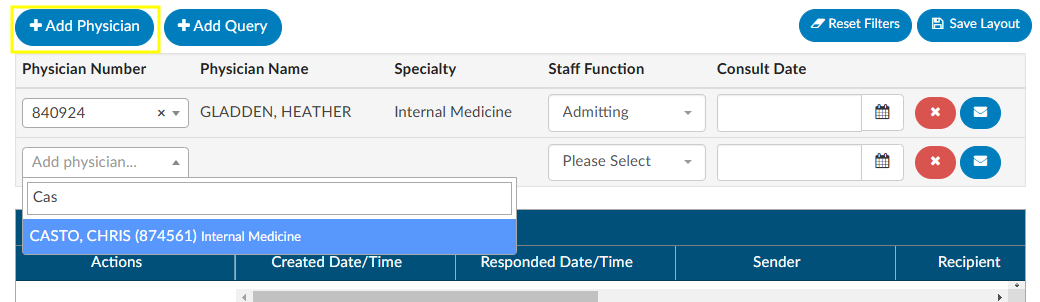 Add Physician Add Query Reset Filters Save Layout
Physician Number Physician Name Specialty Staff Function Consult Date
840924 × GLADDEN, HEATHER Internal Medicine Admitting
Add physician... Please Select
Cas
CASTO, CHRIS (874561) Internal Medicine
Actions Created Date/Time Responded Date/Time Sender Recipient